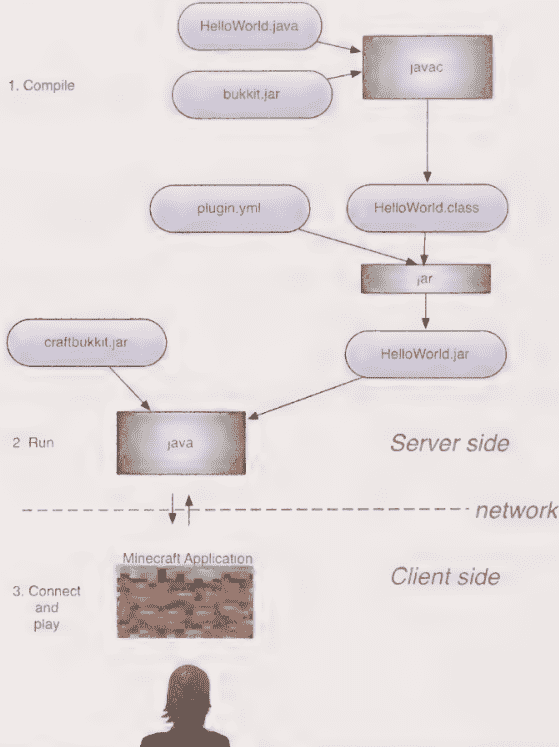 HelloWorld.java
javac
1. Compile
bukkit.jar
plugin.yml
HelloWorld.class
jar
craftbukkit.jar
HelloWorld.jar
2 Run
java
Server side
network
Minecraft Application
Client side
3. Connect
and
play